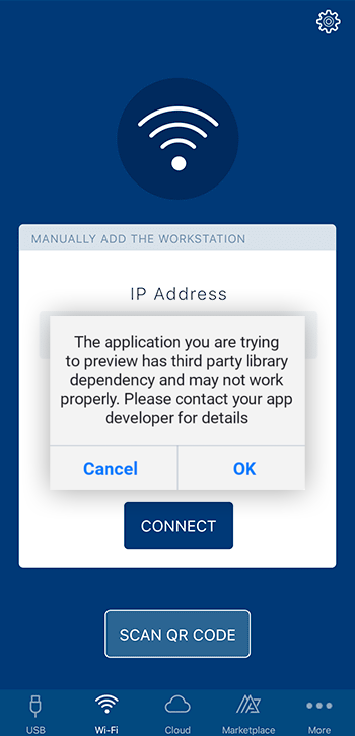 MANUALLY ADD THE WORKSTATION
IP Address
The application you are trying
to preview has third party library
dependency and may not work
properly. Please contact your app
developer for details
Cancel OK
CONNECT
SCAN QR CODE
USB Wi-Fi Cloud Marketplace More